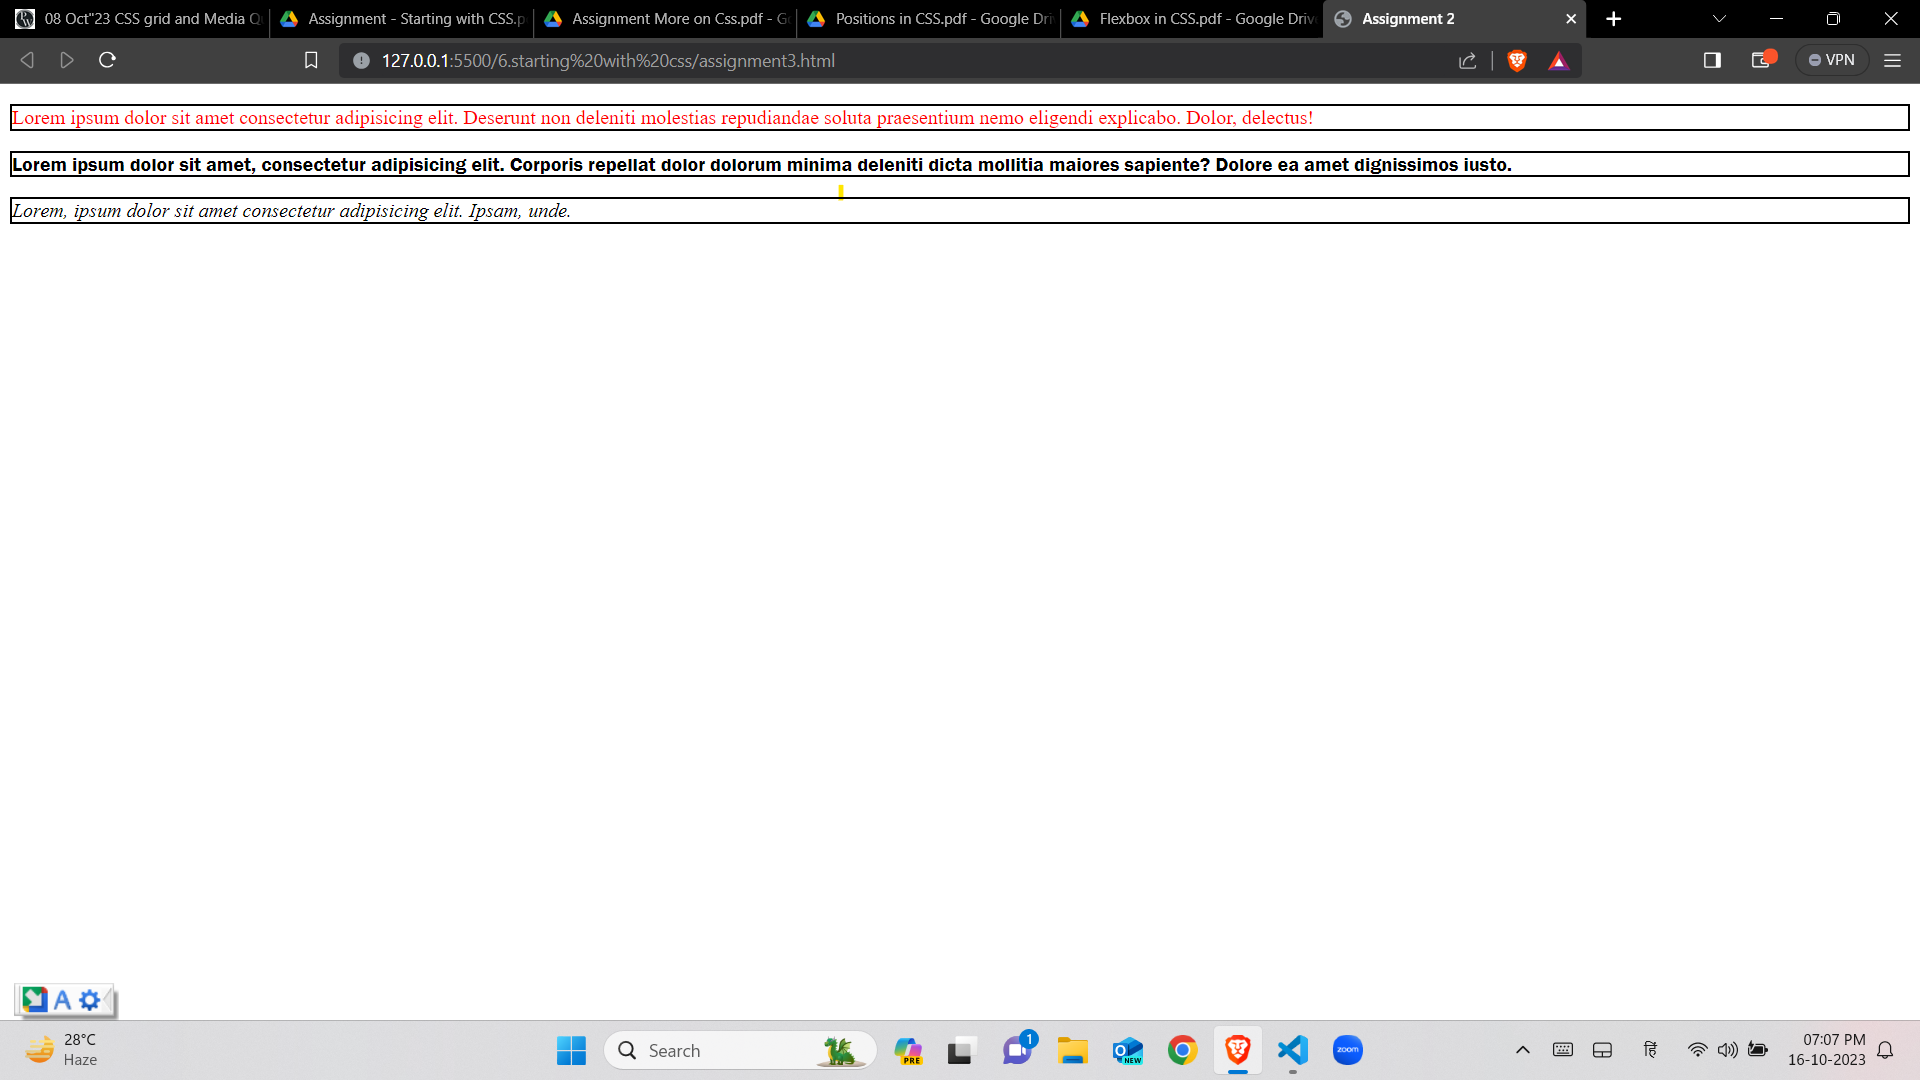 08 Oct"23 CSS grid and Media Q
Assignment - Starting with CSS.p
Assignment More on Css.pdf - G
Positions in CSS.pdf - Google Dri
Flexbox in CSS.pdf - Google Driv
Assignment 2
127.0.0.1:5500/6.starting%20with%20css/assignment3.html
VPN
Lorem ipsum dolor sit amet consectetur adipisicing elit. Deserunt non deleniti molestias repudiandae soluta praesentium nemo eligendi explicabo. Dolor, delectus!
Lorem ipsum dolor sit amet, consectetur adipisicing elit. Corporis repellat dolor dolorum minima deleniti dicta mollitia maiores sapiente? Dolore ea amet dignissimos iusto.
Lorem, ipsum dolor sit amet consectetur adipisicing elit. Ipsam, unde.
A
28°C
Haze
Search
PRE
1
NEW
zoom
हिं
07:07 PM
16-10-2023